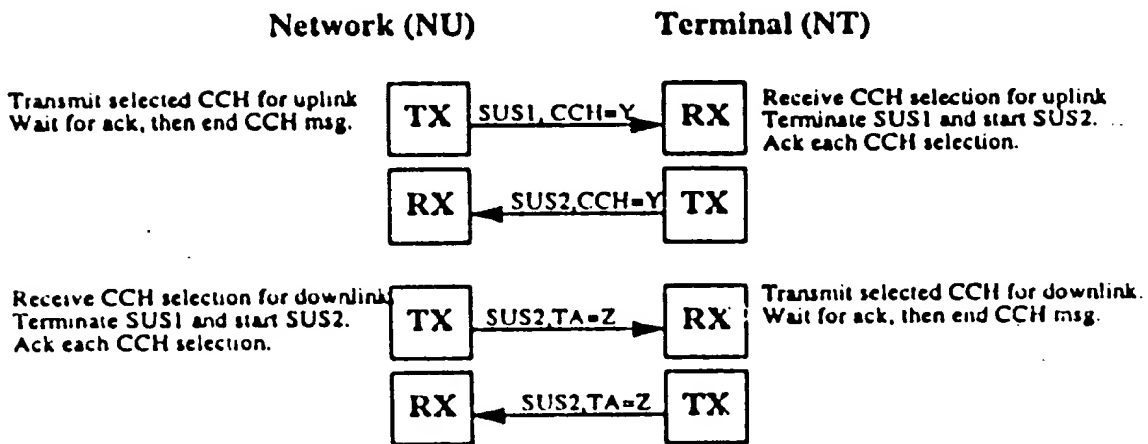 Network (NU) Terminal (NT)
Transmit selected CCH for uplink
Wait for ack, then end CCH msg.
TX SUS1, CCH=Y RX
Receive CCH selection for uplink
Terminate SUS1 and start SUS2.
Ack each CCH selection.
RX SUS2,CCH=Y TX
Receive CCH selection for downlink
Terminate SUS1 and start SUS2.
Ack each CCH selection.
TX SUS2,TA=Z RX
Transmit selected CCH for downlink.
Wait for ack, then end CCH msg.
RX SUS2,TA=Z TX